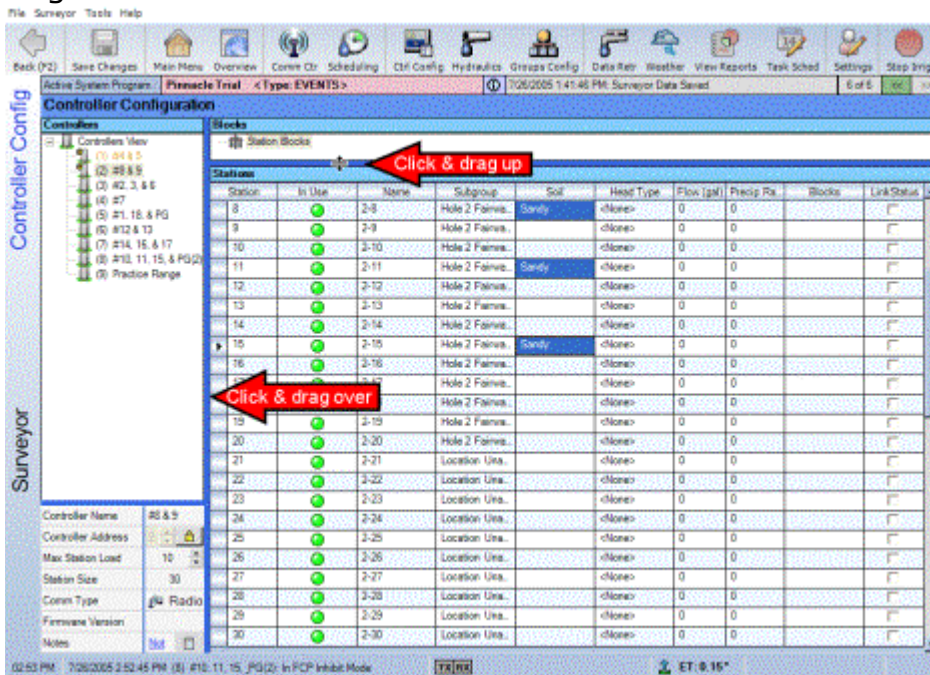 File Surveyor Tools Help
Back (F2) Save Changes Main Menu Overview Comm Ctr Scheduling Ctrl Config Hydraulics Groups Config Data Retr Weather View Reports Task Sched Settings Stop Irrig
Active System Program Pinnacle Trial <Type: EVENTS> 7/26/2005 1:41:46 PM: Surveyor Data Saved 6 of 6 <<
Controller Configuration
Controllers
Controllers View
(1) #4 & 5
(2) #8 & 9
(3) #2, 3, & 6
(4) #7
(5) #1, 18, & PG
(6) #12 & 13
(7) #14, 16, & 17
(8) #10, 11, 15, & PG(2)
(9) Practice Range
Blocks
Station Blocks
Click & drag up
Stations
Station In Use Name Subgroup Soil Head Type Flow (gal) Precip Ra... Blocks LinkStatus
8 2-8 Hole 2 Fairwa... Sandy <None> 0 0
9 2-9 Hole 2 Fairwa... <None> 0 0
10 2-10 Hole 2 Fairwa... <None> 0 0
11 2-11 Hole 2 Fairwa... Sandy <None> 0 0
12 2-12 Hole 2 Fairwa... <None> 0 0
13 2-13 Hole 2 Fairwa... <None> 0 0
14 2-14 Hole 2 Fairwa... <None> 0 0
15 2-15 Hole 2 Fairwa... Sandy <None> 0 0
16 2-16 Hole 2 Fairwa... <None> 0 0
Hole 2 Fairwa... <None> 0 0
Click & drag over
Hole 2 Fairwa... <None> 0 0
19 2-19 Hole 2 Fairwa... <None> 0 0
20 2-20 Hole 2 Fairwa... <None> 0 0
21 2-21 Location Una... <None> 0 0
22 2-22 Location Una... <None> 0 0
23 2-23 Location Una... <None> 0 0
24 2-24 Location Una... <None> 0 0
25 2-25 Location Una... <None> 0 0
26 2-26 Location Una... <None> 0 0
27 2-27 Location Una... <None> 0 0
28 2-28 Location Una... <None> 0 0
29 2-29 Location Una... <None> 0 0
30 2-30 Location Una... <None> 0 0
Controller Name #8 & 9
Controller Address
Max Station Load 10
Station Size 30
Comm Type Radio
Firmware Version
Notes Not
Controller Config
Surveyor
02:53 PM 7/26/2005 2:52:45 PM (8) #10, 11, 15, PG(2): In FCP Inhibit Mode TX RX ET: 0.15"